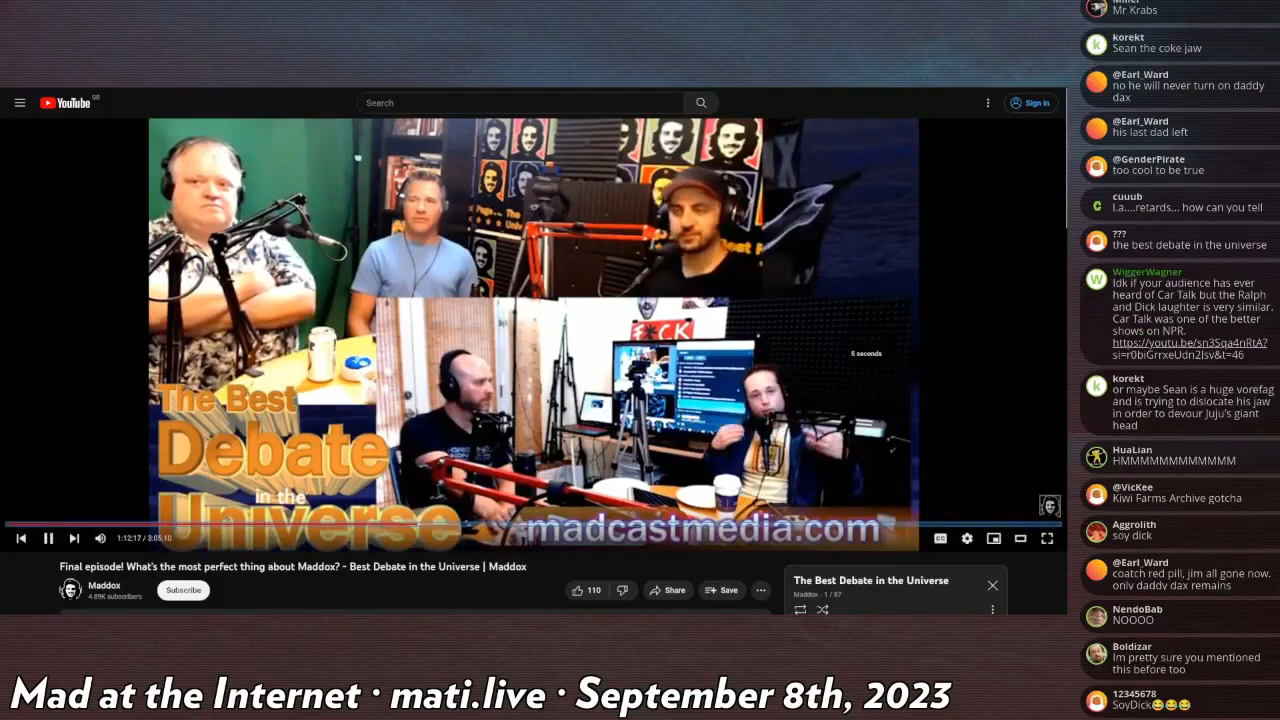 Miller
Mr Krabs
korekt
Sean the coke jaw
@Earl_Ward
no he will never turn on daddy
dax
@Earl_Ward
his last dad left
@GenderPirate
too cool to be true
cuuub
I.a...retards... how can you tell
???
the best debate in the universe
WiggerWagner
Idk if your audience has ever
heard of Car Talk but the Ralph
and Dick laughter is very similar.
Car Talk was one of the better
shows on NPR.
korekt
or maybe Sean is a huge vorefag
and is trying to dislocate his jaw
in order to devour Juju's giant
head
HuaLian
HMMMMMMMMMMMM
@VicKee
Kiwi Farms Archive gotcha
Aggrolith
soy dick
@Earl_Ward
coatch red pill, jim all gone now.
only daddy dax remains
NendoBab
NOOOO
Boldizar
Im pretty sure you mentioned
this before too
12345678
SoyDick😂😂😂
YouTube GB
Search
Sign in
F*CK
5 seconds
The Best
Debate
in the
Universe
madcastmedia.com
1:12:17 / 3:05:10
CC
Final episode! What's the most perfect thing about Maddox? - Best Debate in the Universe | Maddox
Maddox
4.89K subscribers
Subscribe
110
Share
Save
The Best Debate in the Universe
Maddox · 1 / 87
Mad at the Internet · mati.live · September 8th, 2023